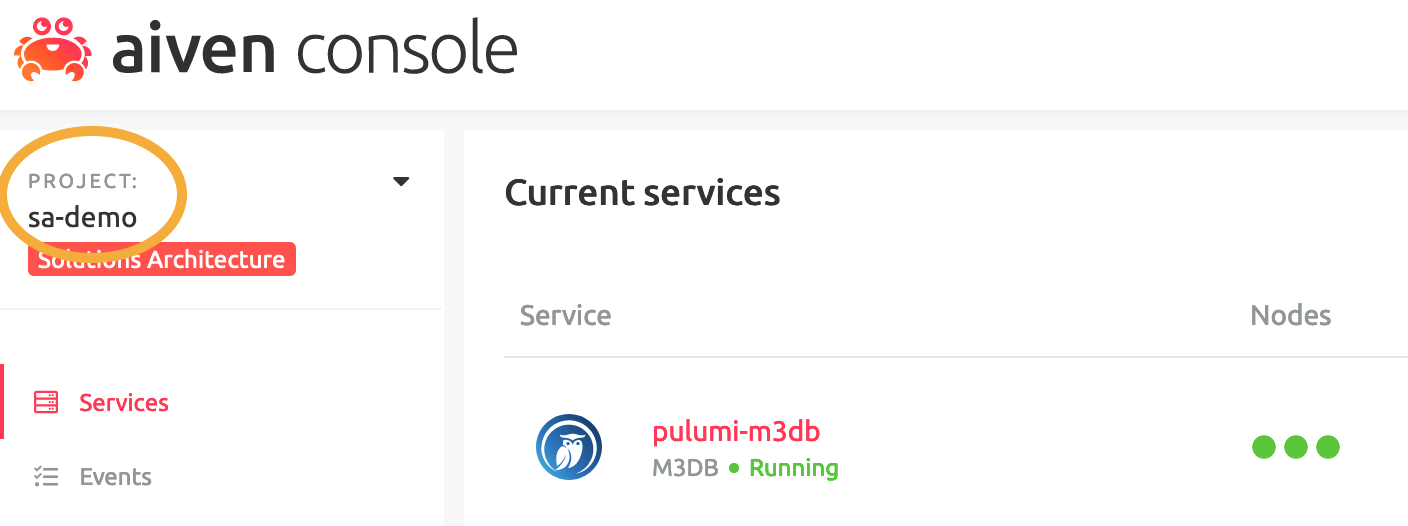 aiven console
PROJECT:
sa-demo
Solutions Architecture
Services
Events
Current services
Service Nodes
pulumi-m3db
M3DB Running